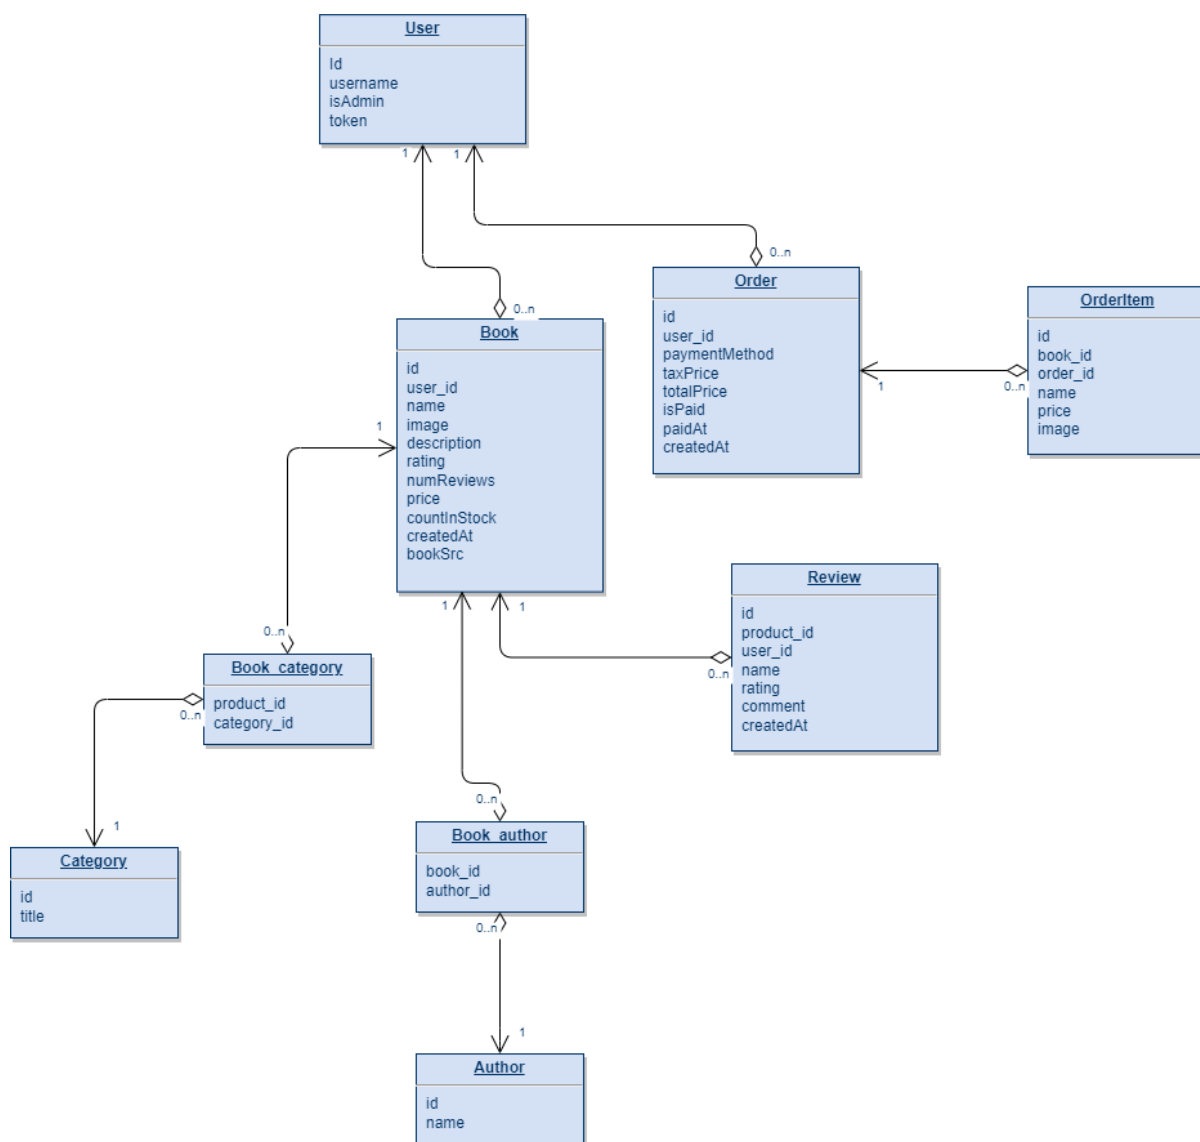 User
Id
username
isAdmin
token
1
1
0..n
0..n
Order
id
user_id
paymentMethod
taxPrice
totalPrice
isPaid
paidAt
createdAt
OrderItem
id
book_id
order_id
name
price
image
1
0..n
Book
id
user_id
name
image
description
rating
numReviews
price
countInStock
createdAt
bookSrc
1
1
1
Review
id
product_id
user_id
name
rating
comment
createdAt
0..n
0..n
Book_category
product_id
category_id
0..n
1
Category
id
title
0..n
Book_author
book_id
author_id
0..n
1
Author
id
name